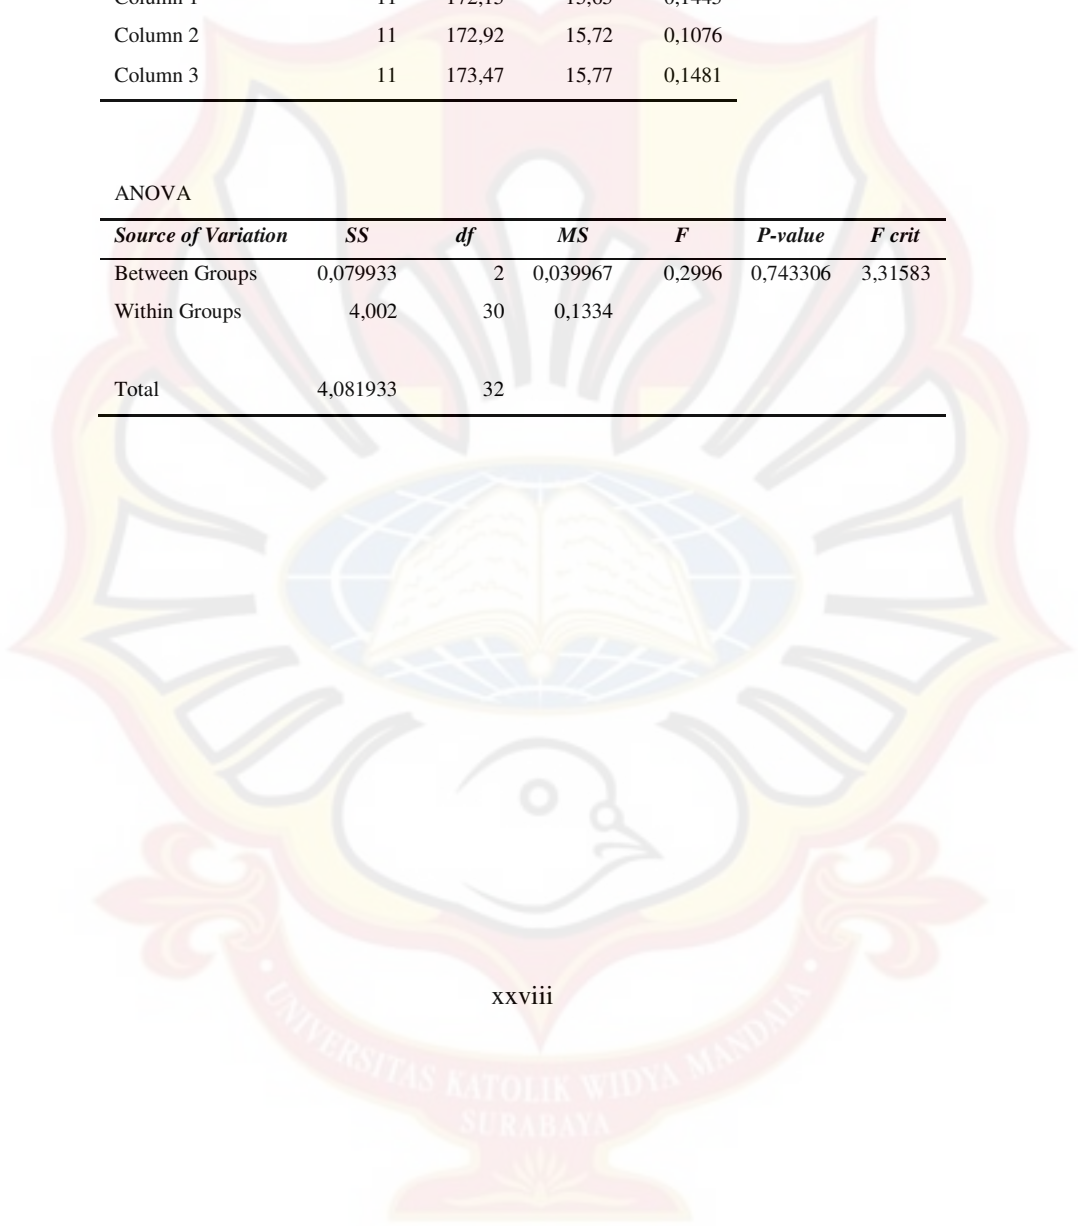 Column 2 11 172,92 15,72 0,1076
Column 3 11 173,47 15,77 0,1481
ANOVA
Source of Variation SS df MS F P-value F crit
Between Groups 0,079933 2 0,039967 0,2996 0,743306 3,31583
Within Groups 4,002 30 0,1334
Total 4,081933 32
xxviii
UNIVERSITAS KATOLIK WIDYA MANDALA
SURABAYA